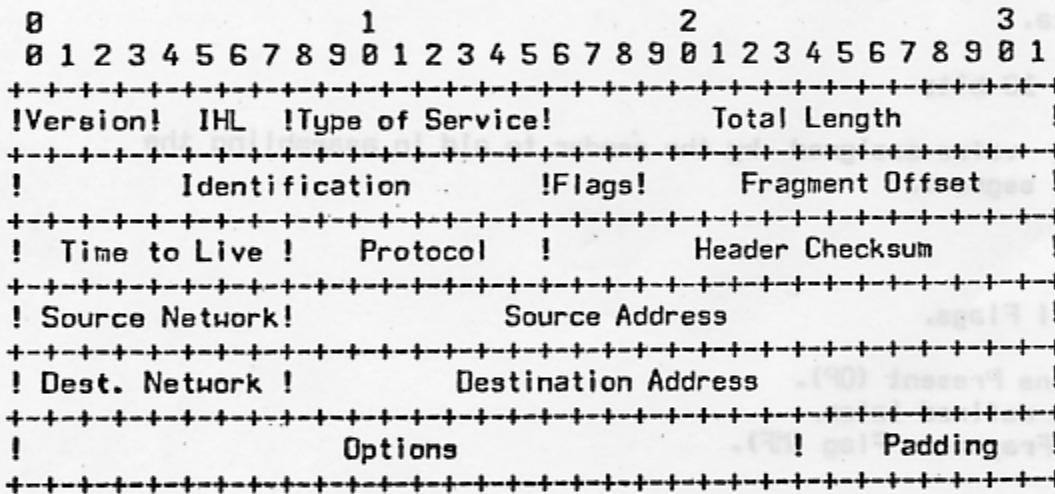 0 1 2 3
0 1 2 3 4 5 6 7 8 9 0 1 2 3 4 5 6 7 8 9 0 1 2 3 4 5 6 7 8 9 0 1
+-+-+-+-+-+-+-+-+-+-+-+-+-+-+-+-+-+-+-+-+-+-+-+-+-+-+-+-+-+-+-+-+
!Version! IHL !Type of Service! Total Length !
+-+-+-+-+-+-+-+-+-+-+-+-+-+-+-+-+-+-+-+-+-+-+-+-+-+-+-+-+-+-+-+-+
! Identification !Flags! Fragment Offset !
+-+-+-+-+-+-+-+-+-+-+-+-+-+-+-+-+-+-+-+-+-+-+-+-+-+-+-+-+-+-+-+-+
! Time to Live ! Protocol ! Header Checksum !
+-+-+-+-+-+-+-+-+-+-+-+-+-+-+-+-+-+-+-+-+-+-+-+-+-+-+-+-+-+-+-+-+
! Source Network! Source Address !
+-+-+-+-+-+-+-+-+-+-+-+-+-+-+-+-+-+-+-+-+-+-+-+-+-+-+-+-+-+-+-+-+
! Dest. Network ! Destination Address !
+-+-+-+-+-+-+-+-+-+-+-+-+-+-+-+-+-+-+-+-+-+-+-+-+-+-+-+-+-+-+-+-+
! Options ! Padding !
+-+-+-+-+-+-+-+-+-+-+-+-+-+-+-+-+-+-+-+-+-+-+-+-+-+-+-+-+-+-+-+-+